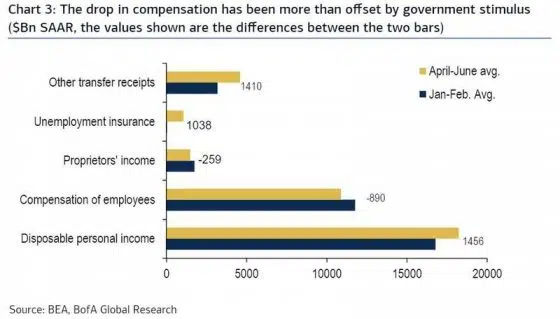 Chart 3: The drop in compensation has been more than offset by government stimulus
($Bn SAAR, the values shown are the differences between the two bars)
April-June avg.
Jan-Feb. Avg.
Other transfer receipts
1410
Unemployment insurance
1038
Proprietors' income
-259
Compensation of employees
-890
Disposable personal income
1456
0
5000
10000
15000
20000
Source: BEA, BofA Global Research